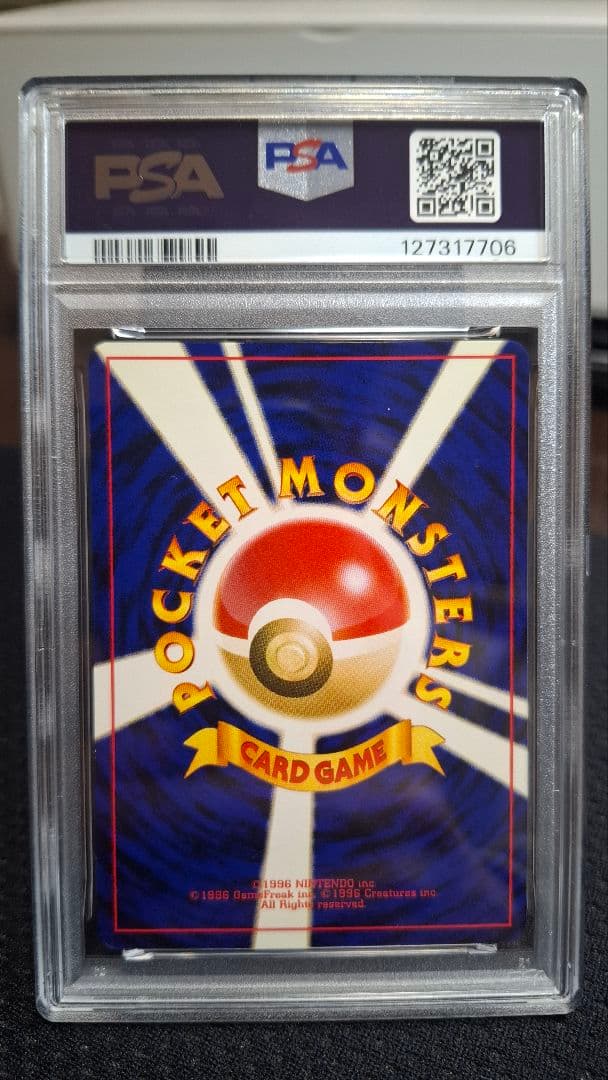 PSA
PSA
127317706
POCKET MONSTERS
CARD GAME
©1996 NINTENDO inc.
©1996 GameFreak inc. ©1996 Creatures inc.
All Rights reserved.